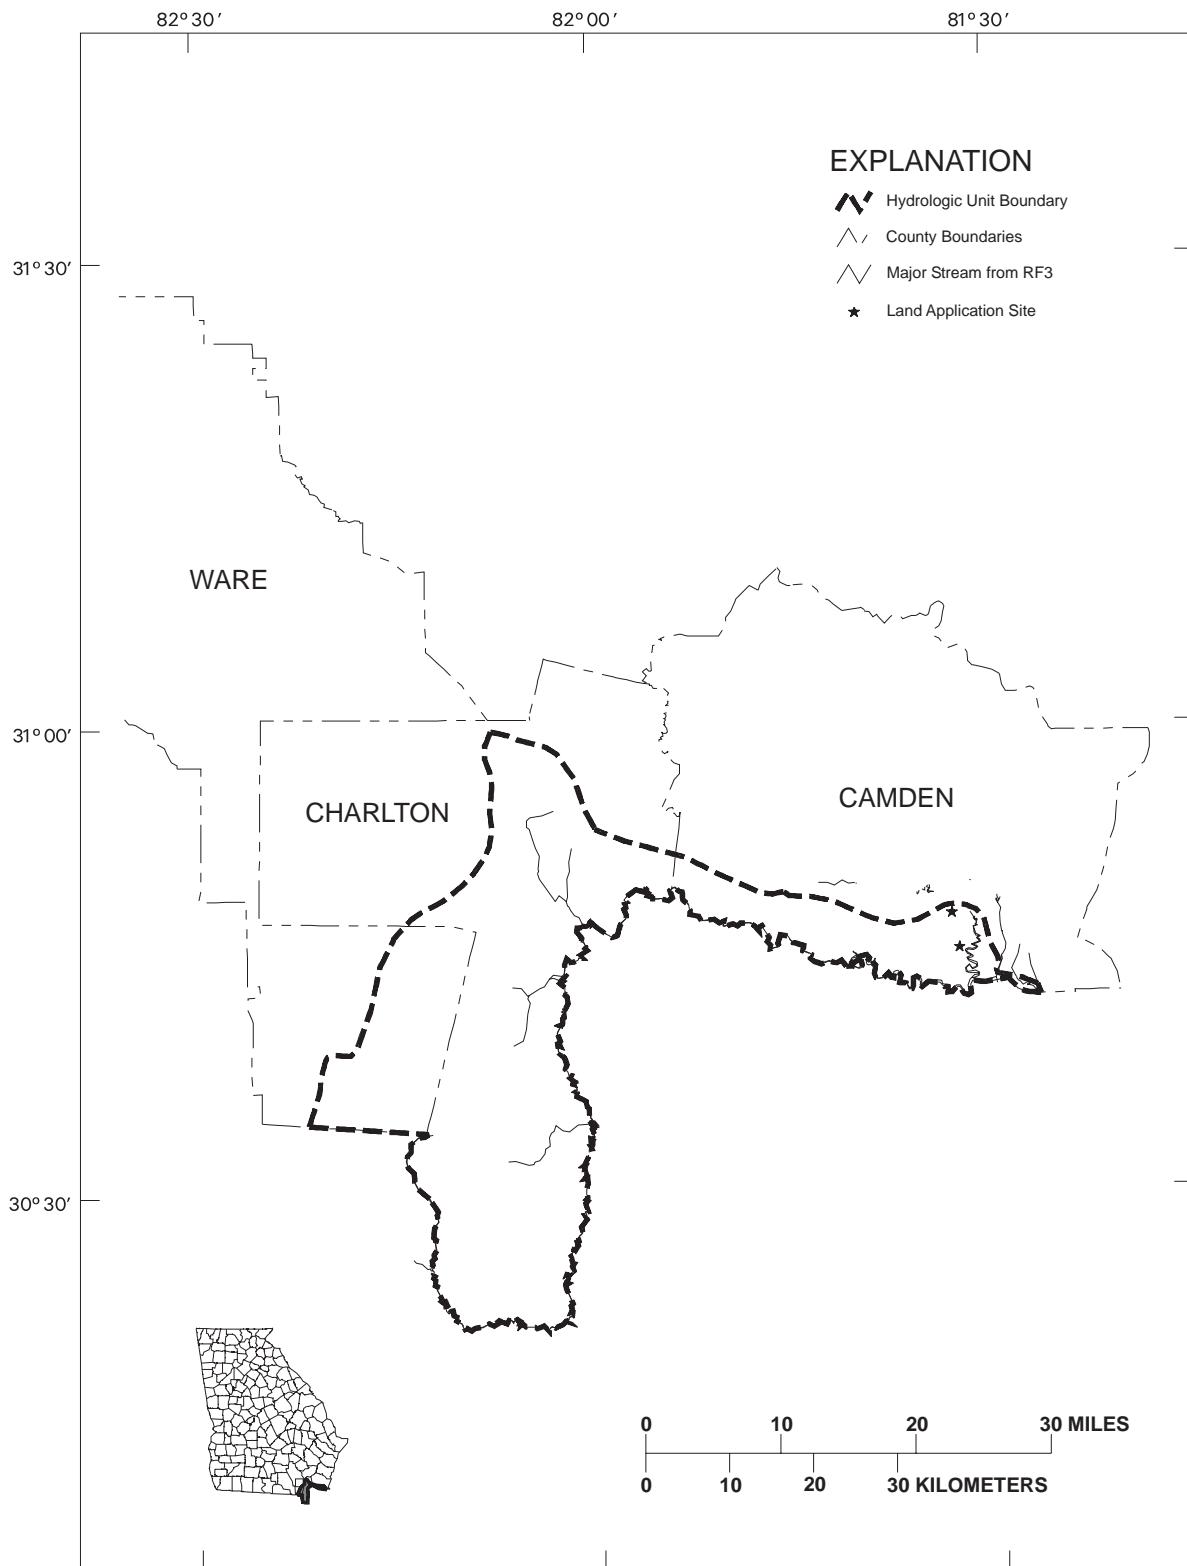 82°30′ 82°00′ 81°30′
EXPLANATION
Hydrologic Unit Boundary
County Boundaries
Major Stream from RF3
Land Application Site
31°30′
WARE
31°00′
CHARLTON
CAMDEN
30°30′
0 10 20 30 MILES
0 10 20 30 KILOMETERS